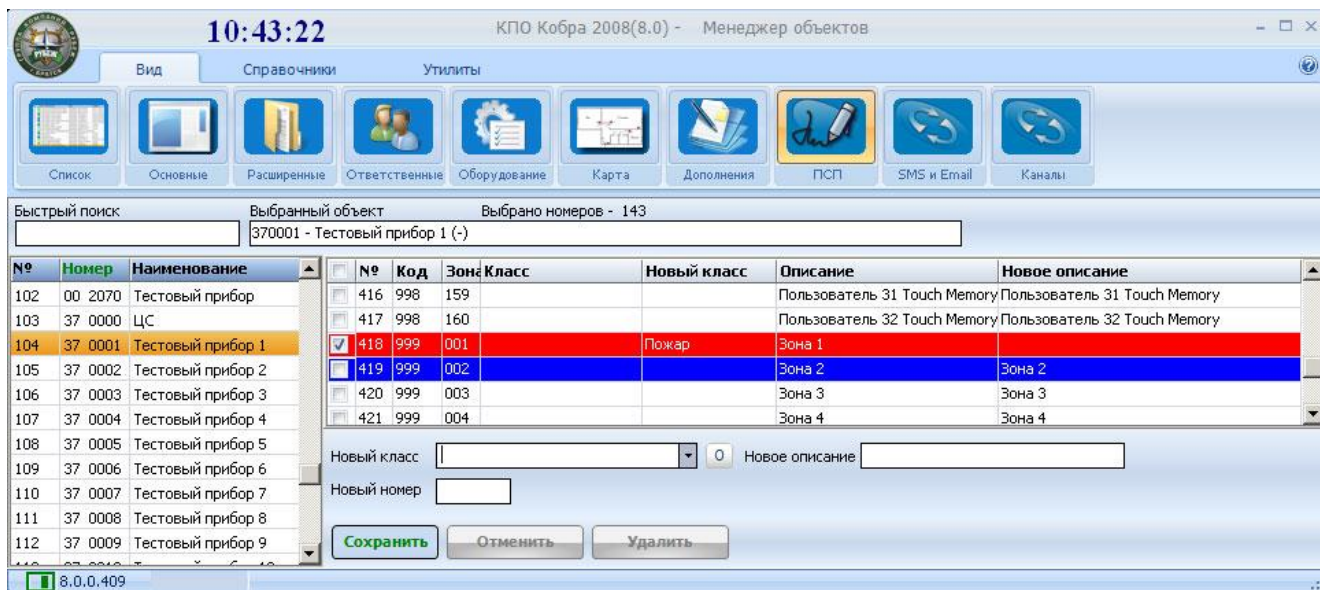 10:43:22 КПО Кобра 2008(8.0) - Менеджер объектов
РУБЕЖ
Вид Справочники Утилиты
Список Основные Расширенные Ответственные Оборудование Карта Дополнения ПСП SMS и Email Каналы
Быстрый поиск Выбранный объект Выбрано номеров - 143
370001 - Тестовый прибор 1 (-)
№ Номер Наименование
102 00 2070 Тестовый прибор
103 37 0000 ЦС
104 37 0001 Тестовый прибор 1
105 37 0002 Тестовый прибор 2
106 37 0003 Тестовый прибор 3
107 37 0004 Тестовый прибор 4
108 37 0005 Тестовый прибор 5
109 37 0006 Тестовый прибор 6
110 37 0007 Тестовый прибор 7
111 37 0008 Тестовый прибор 8
112 37 0009 Тестовый прибор 9
№ Код Зона Класс Новый класс Описание Новое описание
416 998 159 Пользователь 31 Touch Memory Пользователь 31 Touch Memory
417 998 160 Пользователь 32 Touch Memory Пользователь 32 Touch Memory
418 999 001 Пожар Зона 1
419 999 002 Зона 2 Зона 2
420 999 003 Зона 3 Зона 3
421 999 004 Зона 4 Зона 4
Новый класс О Новое описание
Новый номер
Сохранить Отменить Удалить
8.0.0.409